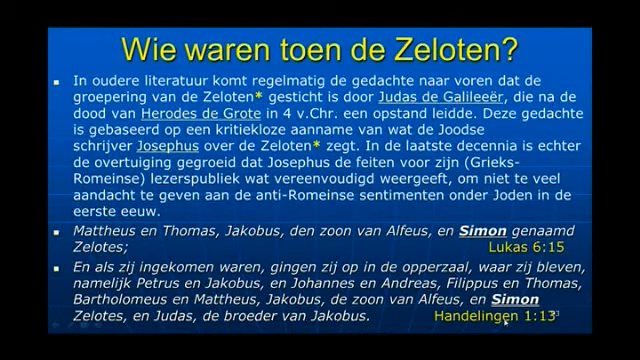 Wie waren toen de Zeloten?
In oudere literatuur komt regelmatig de gedachte naar voren dat de
groepering van de Zeloten* gesticht is door Judas de Galileeër, die na de
dood van Herodes de Grote in 4 v.Chr. een opstand leidde. Deze gedachte
is gebaseerd op een kritiekloze aanname van wat de Joodse
schrijver Josephus over de Zeloten* zegt. In de laatste decennia is echter
de overtuiging gegroeid dat Josephus de feiten voor zijn (Grieks-
Romeinse) lezerspubliek wat vereenvoudigd weergeeft, om niet te veel
aandacht te geven aan de anti-Romeinse sentimenten onder Joden in de
eerste eeuw.
Mattheus en Thomas, Jakobus, den zoon van Alfeus, en Simon genaamd
Zelotes; Lukas 6:15
En als zij ingekomen waren, gingen zij op in de opperzaal, waar zij bleven,
namelijk Petrus en Jakobus, en Johannes en Andreas, Filippus en Thomas,
Bartholomeus en Mattheus, Jakobus, de zoon van Alfeus, en Simon
Zelotes, en Judas, de broeder van Jakobus. Handelingen 1:13